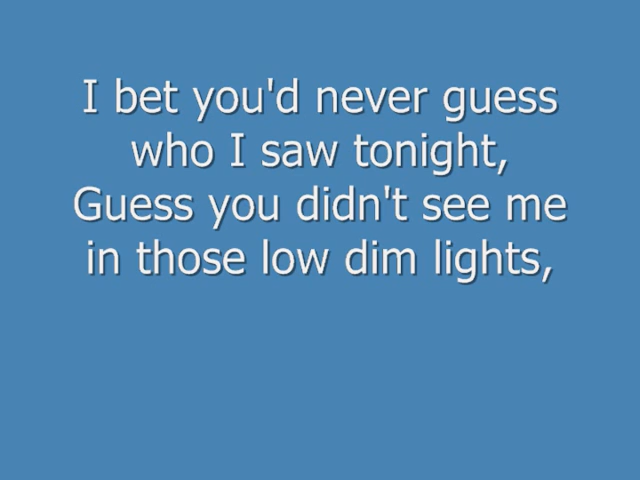 I bet you'd never guess
who I saw tonight,
Guess you didn't see me
in those low dim lights,